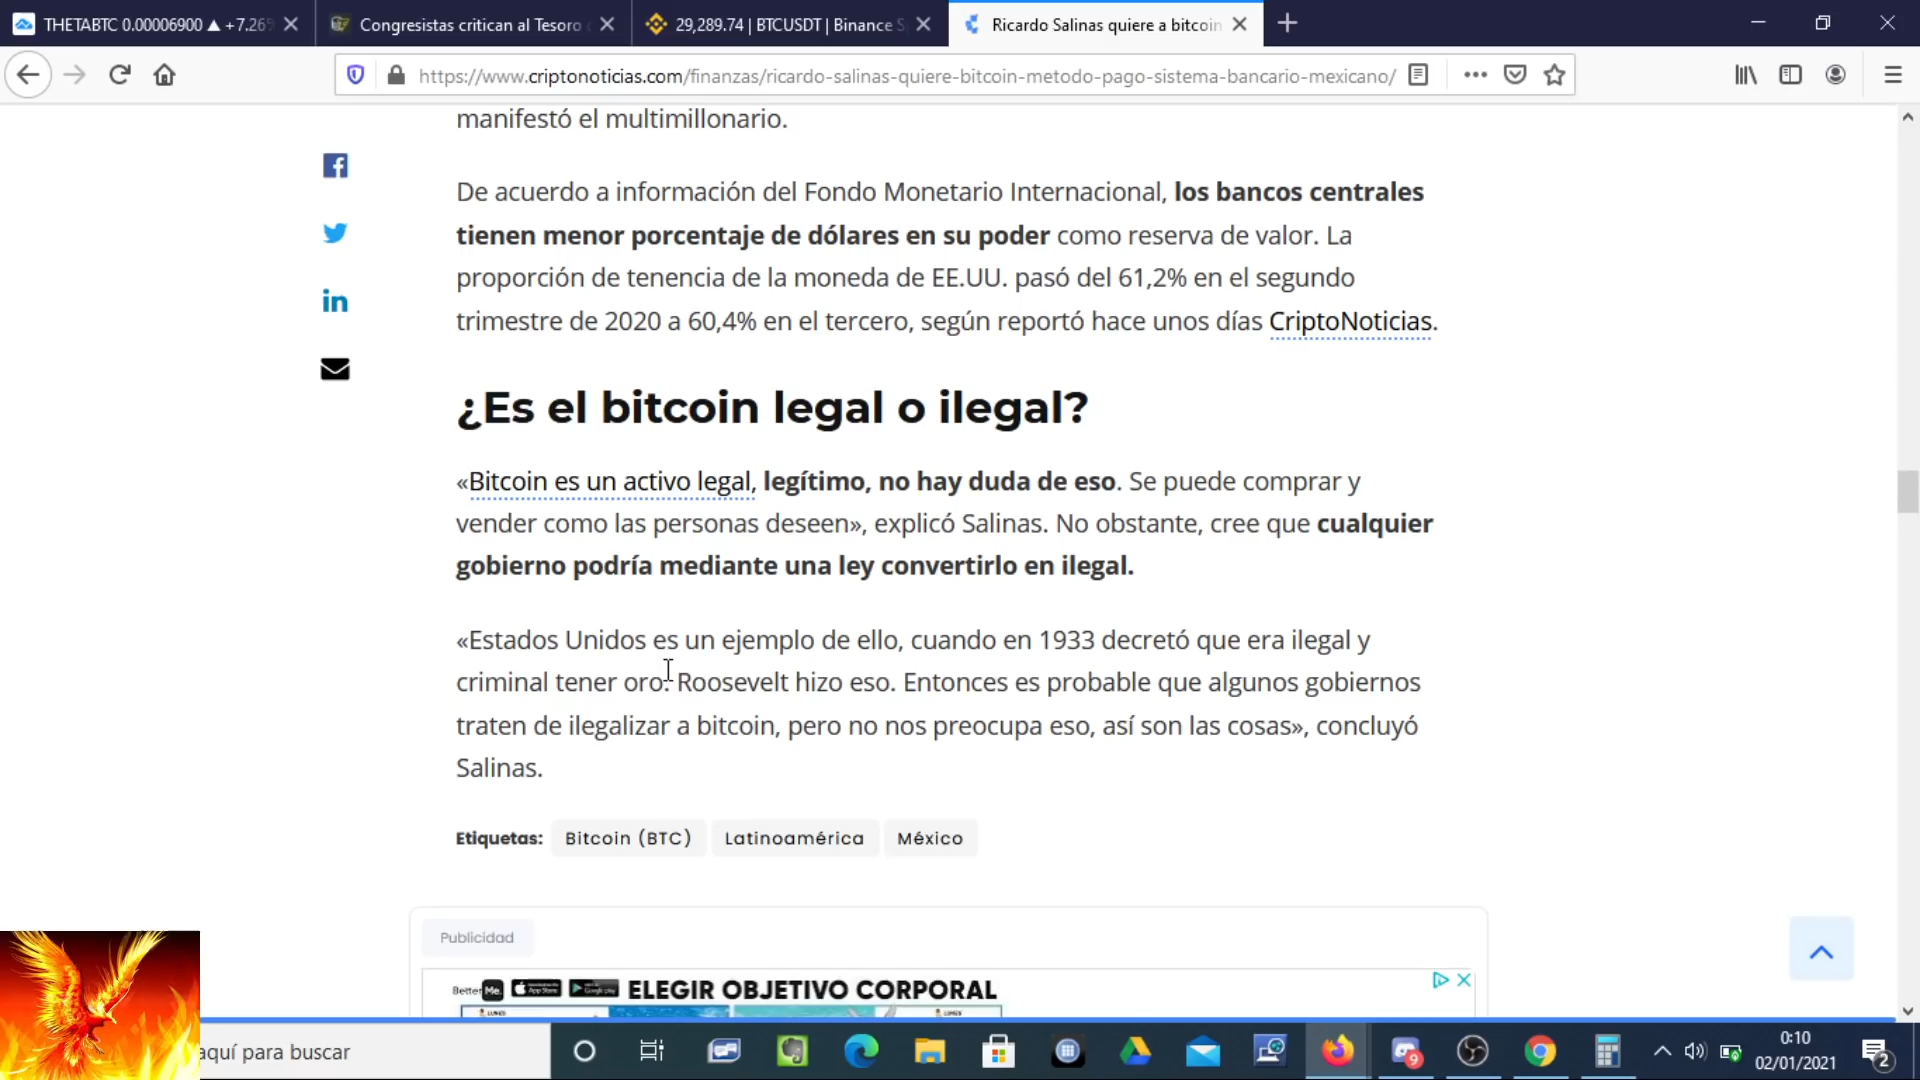 THETABTC 0.00006900 ▲ +7.26%
Congresistas critican al Tesoro
29,289.74 | BTCUSDT | Binance S
Ricardo Salinas quiere a bitcoin
https://www.criptonoticias.com/finanzas/ricardo-salinas-quiere-bitcoin-metodo-pago-sistema-bancario-mexicano/
manifestó el multimillonario.
De acuerdo a información del Fondo Monetario Internacional, los bancos centrales
tienen menor porcentaje de dólares en su poder como reserva de valor. La
proporción de tenencia de la moneda de EE.UU. pasó del 61,2% en el segundo
trimestre de 2020 a 60,4% en el tercero, según reportó hace unos días CriptoNoticias.
¿Es el bitcoin legal o ilegal?
«Bitcoin es un activo legal, legítimo, no hay duda de eso. Se puede comprar y
vender como las personas deseen», explicó Salinas. No obstante, cree que cualquier
gobierno podría mediante una ley convertirlo en ilegal.
«Estados Unidos es un ejemplo de ello, cuando en 1933 decretó que era ilegal y
criminal tener oro. Roosevelt hizo eso. Entonces es probable que algunos gobiernos
traten de ilegalizar a bitcoin, pero no nos preocupa eso, así son las cosas», concluyó
Salinas.
Etiquetas: Bitcoin (BTC) Latinoamérica México
Publicidad
BetterMe. App Store Google play ELEGIR OBJETIVO CORPORAL
LUNES LUNES
aquí para buscar
9
0:10
02/01/2021
2